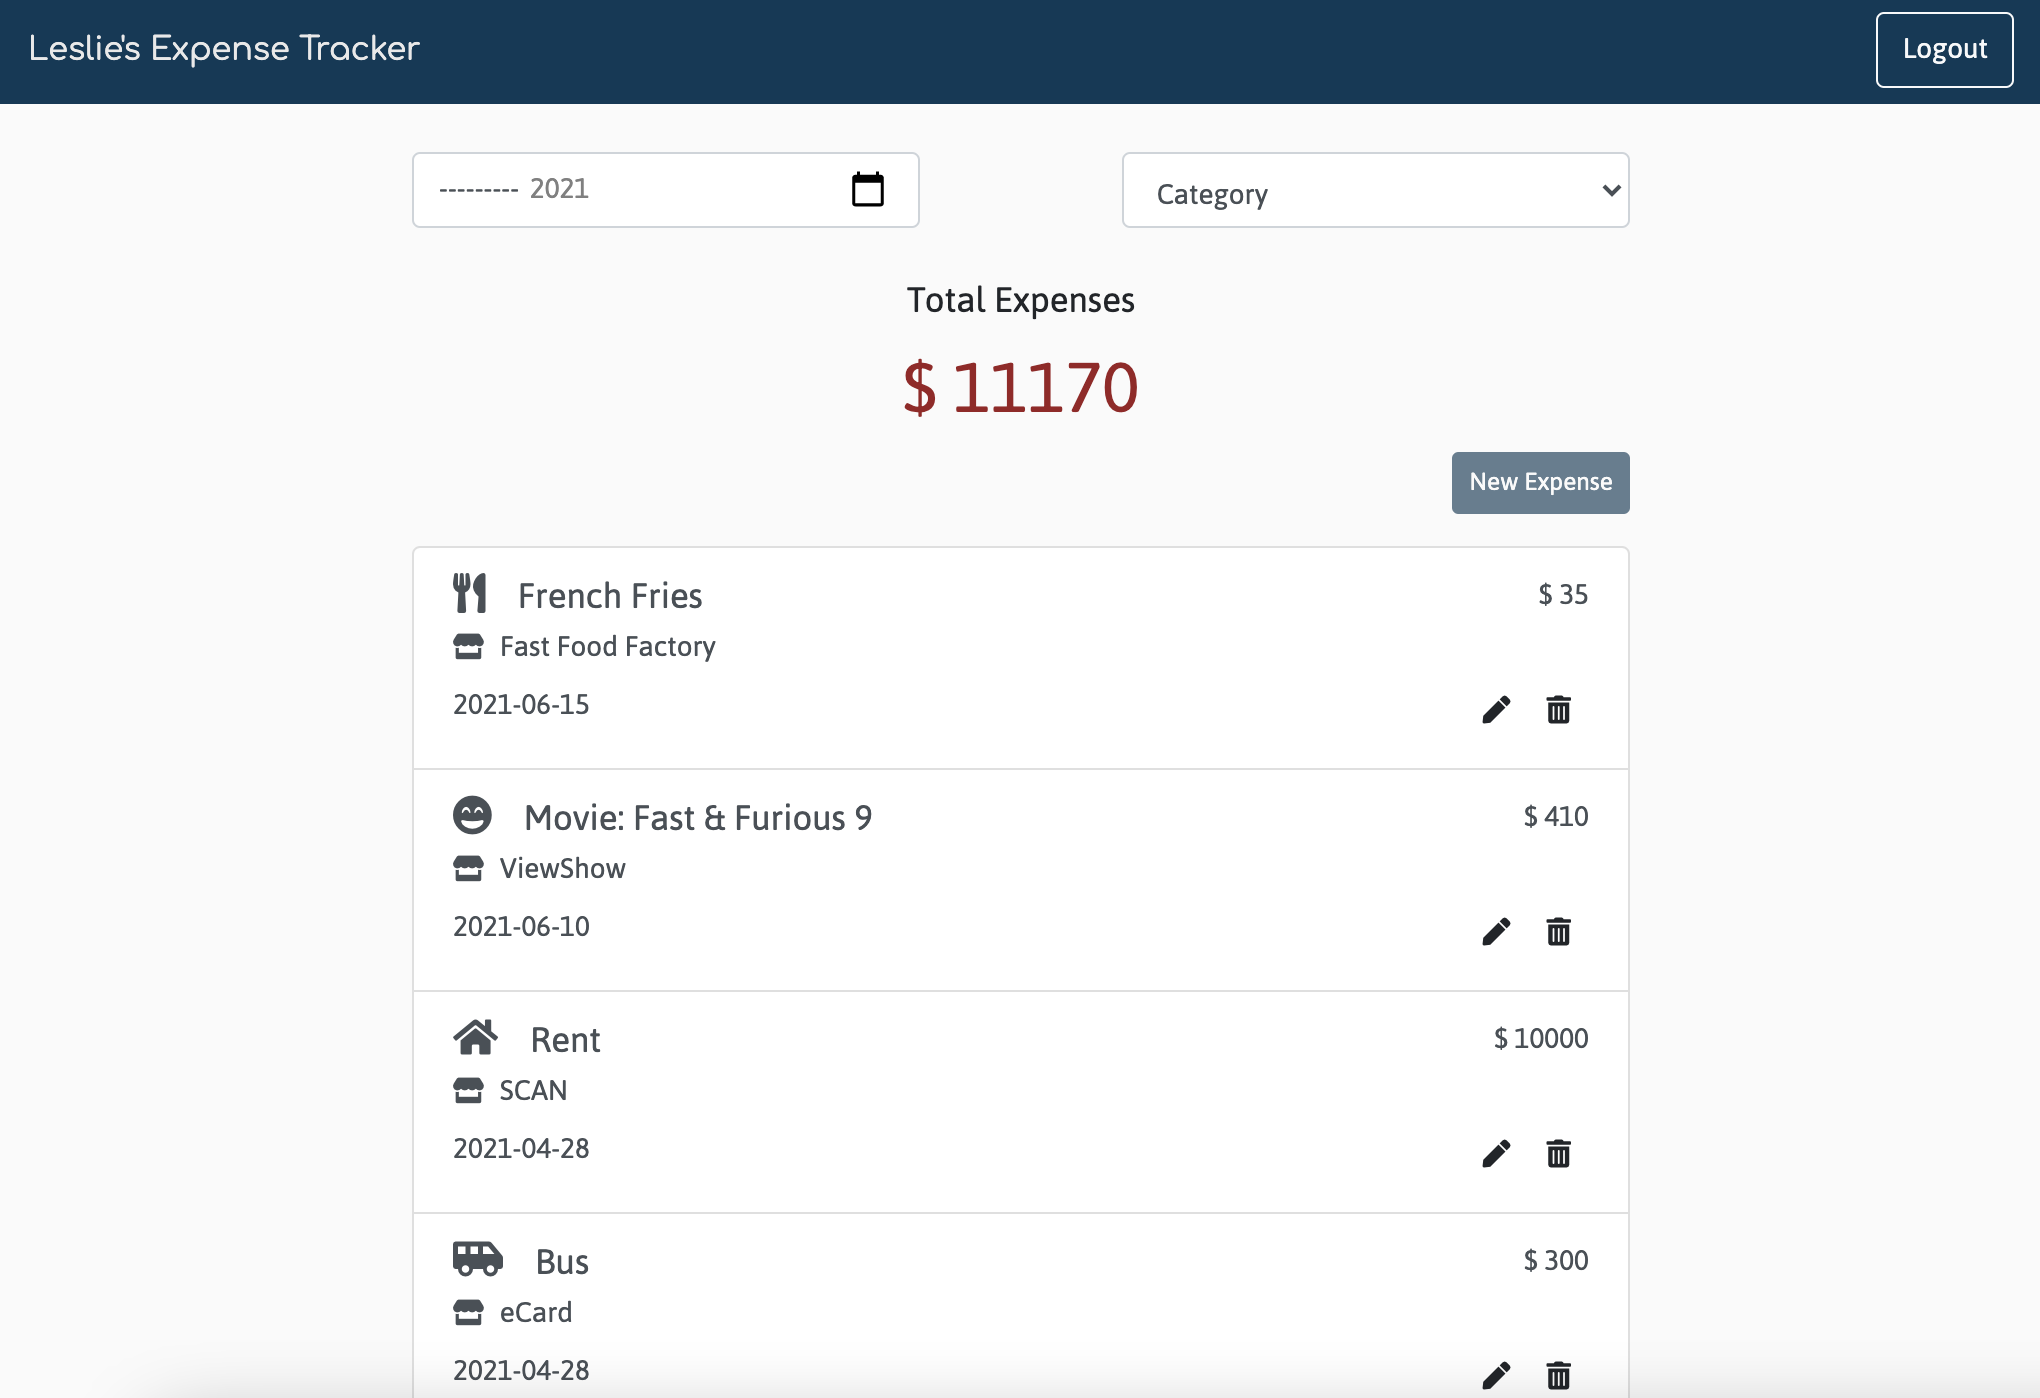 Leslie's Expense Tracker
Logout
--------- 2021
Category
Total Expenses
$ 11170
New Expense
French Fries
$ 35
Fast Food Factory
2021-06-15
Movie: Fast & Furious 9
$ 410
ViewShow
2021-06-10
Rent
$ 10000
SCAN
2021-04-28
Bus
$ 300
eCard
2021-04-28